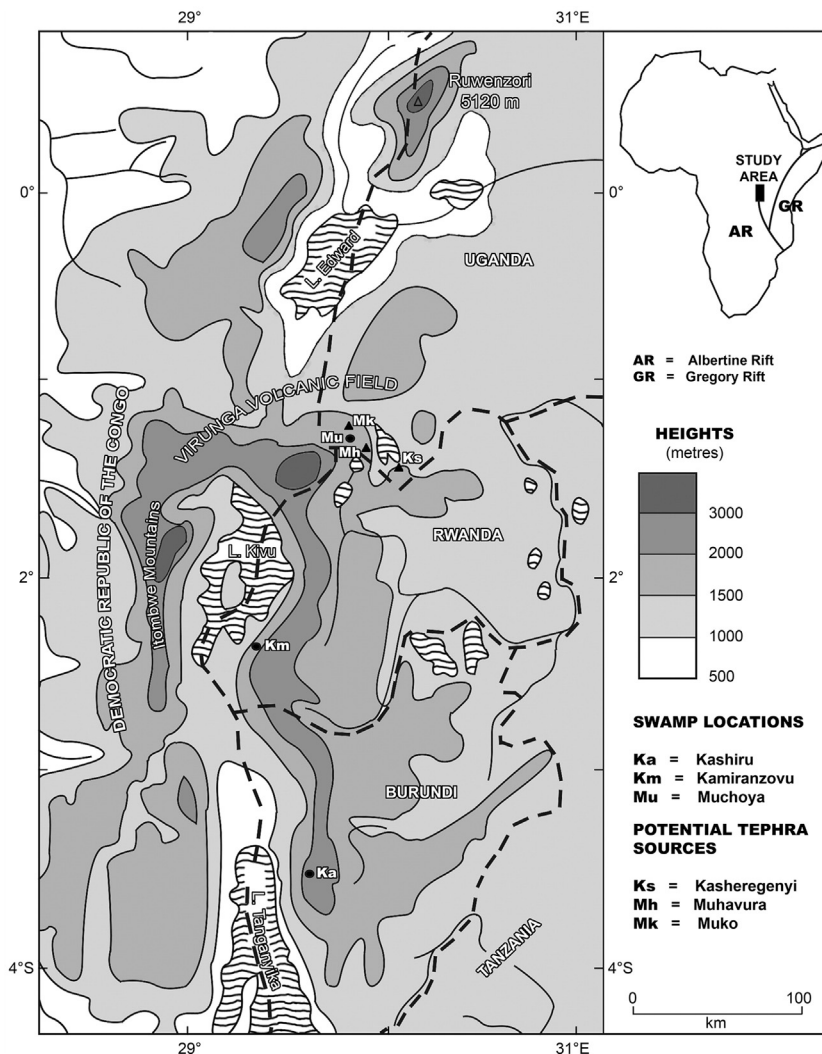 29°
31°E
Ruwenzori
5120 m
0°
L. Edward
UGANDA
VIRUNGA VOLCANIC FIELD
Mk
Mu
Mh
Ks
DEMOCRATIC REPUBLIC OF THE CONGO
Itombwe Mountains
L. Kivu
RWANDA
2°
Km
BURUNDI
Ka
L. Tanganyika
TANZANIA
4°S
29°
31°E
STUDY
AREA
GR
AR
AR = Albertine Rift
GR = Gregory Rift
HEIGHTS
(metres)
3000
2000
1500
1000
500
SWAMP LOCATIONS
Ka = Kashiru
Km = Kamiranzovu
Mu = Muchoya
POTENTIAL TEPHRA
SOURCES
Ks = Kasheregenyi
Mh = Muhavura
Mk = Muko
0 100
km